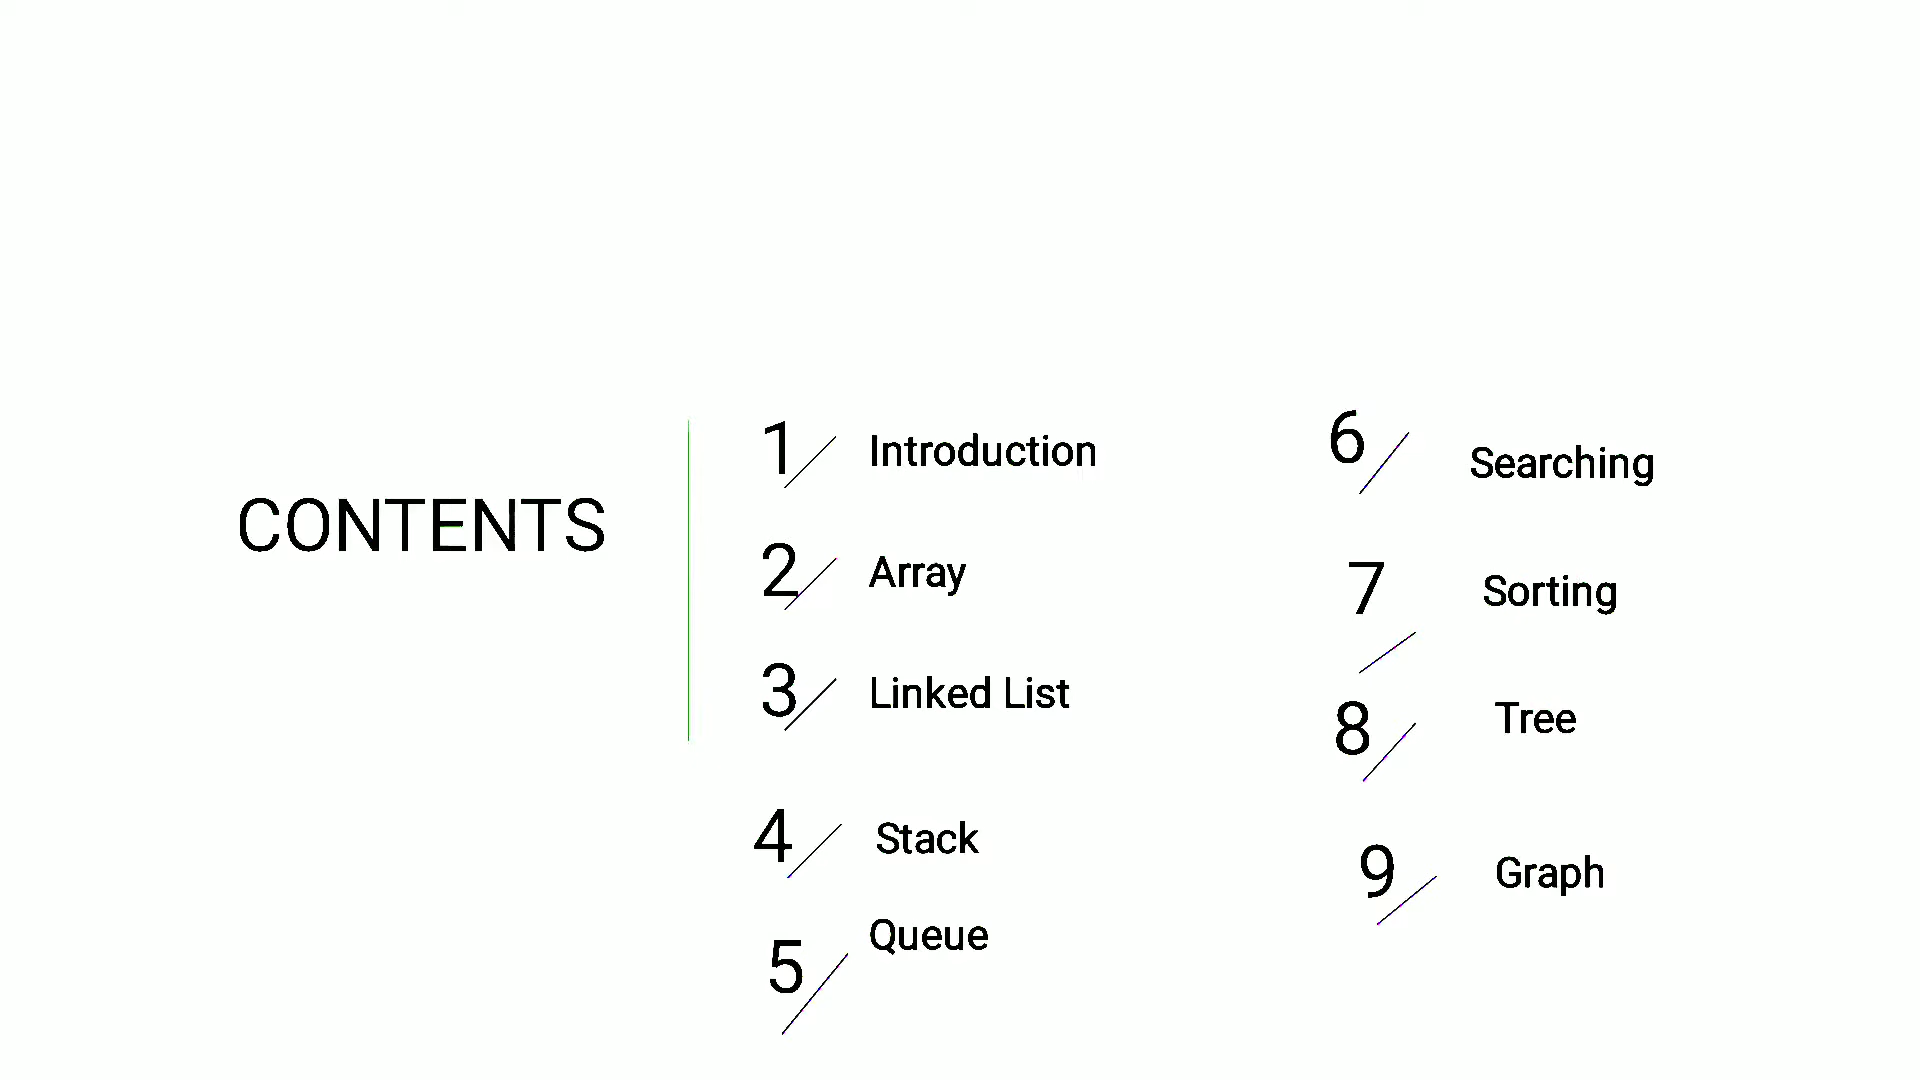 CONTENTS
1 Introduction
2 Array
3 Linked List
4 Stack
5 Queue
6 Searching
7 Sorting
8 Tree
9 Graph